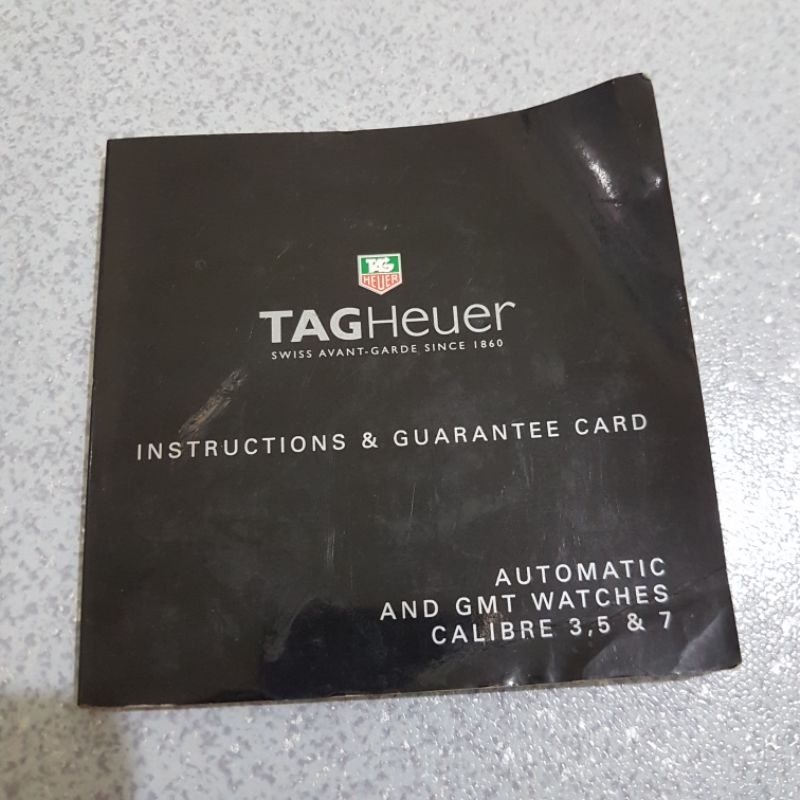 TAG
HEUER
TAGHeuer
SWISS AVANT-GARDE SINCE 1860
INSTRUCTIONS & GUARANTEE CARD
AUTOMATIC
AND GMT WATCHES
CALIBRE 3,5 & 7